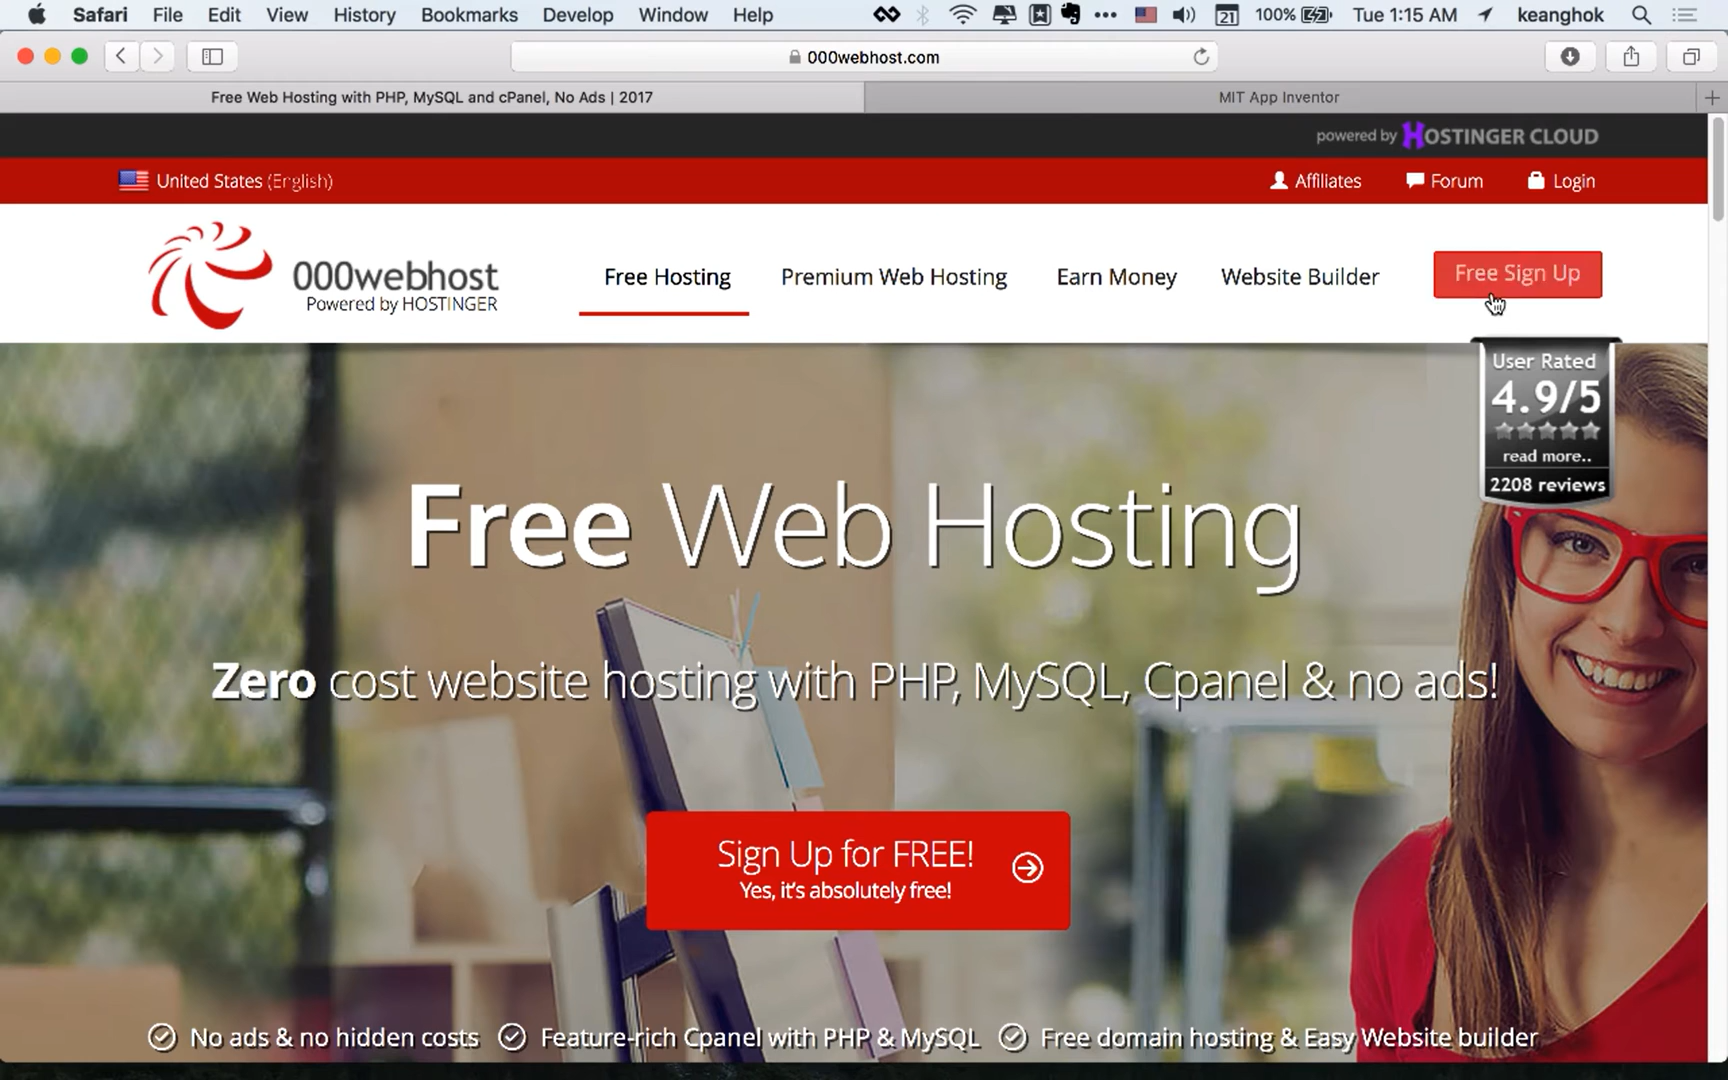 Safari File Edit View History Bookmarks Develop Window Help 21 100% Tue 1:15 AM keanghok
000webhost.com
Free Web Hosting with PHP, MySQL and cPanel, No Ads | 2017
MIT App Inventor
powered by HOSTINGER CLOUD
United States (English)
Affiliates Forum Login
000webhost
Powered by HOSTINGER
Free Hosting Premium Web Hosting Earn Money Website Builder Free Sign Up
User Rated
4.9/5
read more..
2208 reviews
Free Web Hosting
Zero cost website hosting with PHP, MySQL, Cpanel & no ads!
Sign Up for FREE!
Yes, it's absolutely free!
No ads & no hidden costs Feature-rich Cpanel with PHP & MySQL Free domain hosting & Easy Website builder